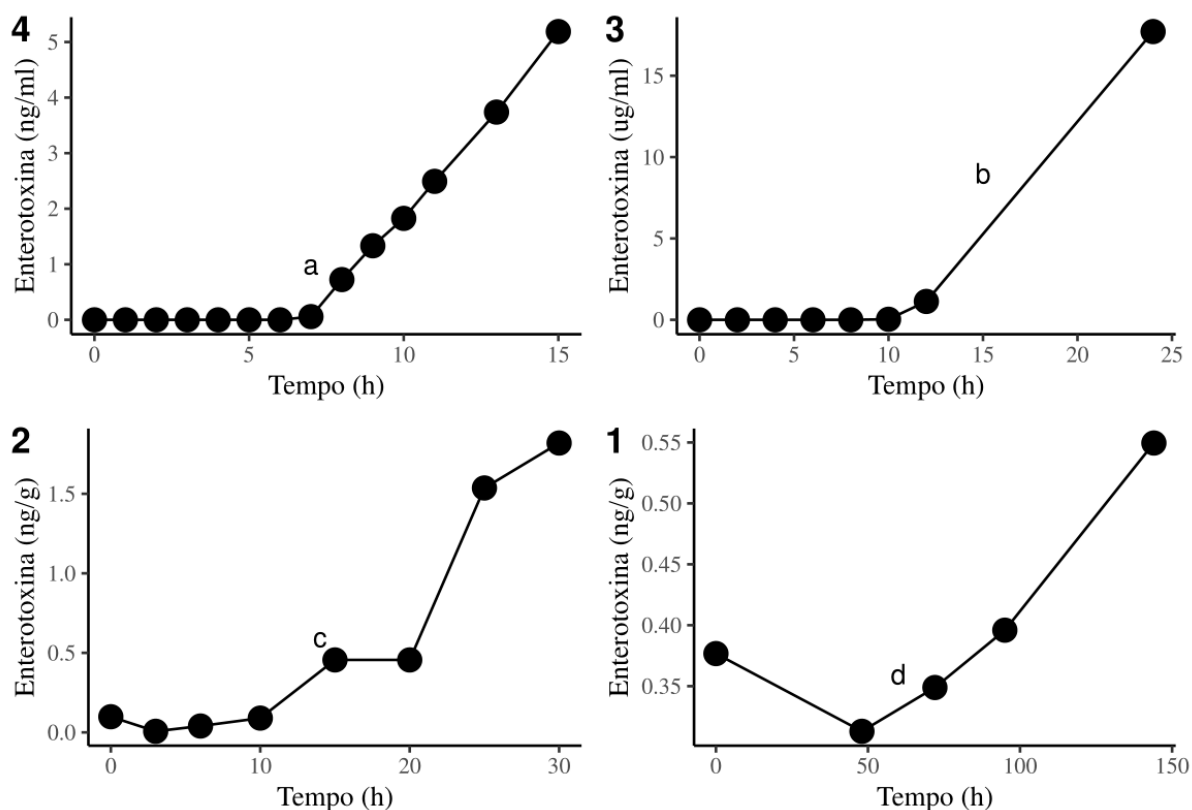 4
Enterotoxina (ng/ml)
5
4
3
2
1
0
a
0 5 10 15
Tempo (h)
3
Enterotoxina (ug/ml)
15
10
5
0
b
0 5 10 15 20 25
Tempo (h)
2
Enterotoxina (ng/g)
1.5
1.0
0.5
0.0
c
0 10 20 30
Tempo (h)
1
Enterotoxina (ng/g)
0.55
0.50
0.45
0.40
0.35
d
0 50 100 150
Tempo (h)